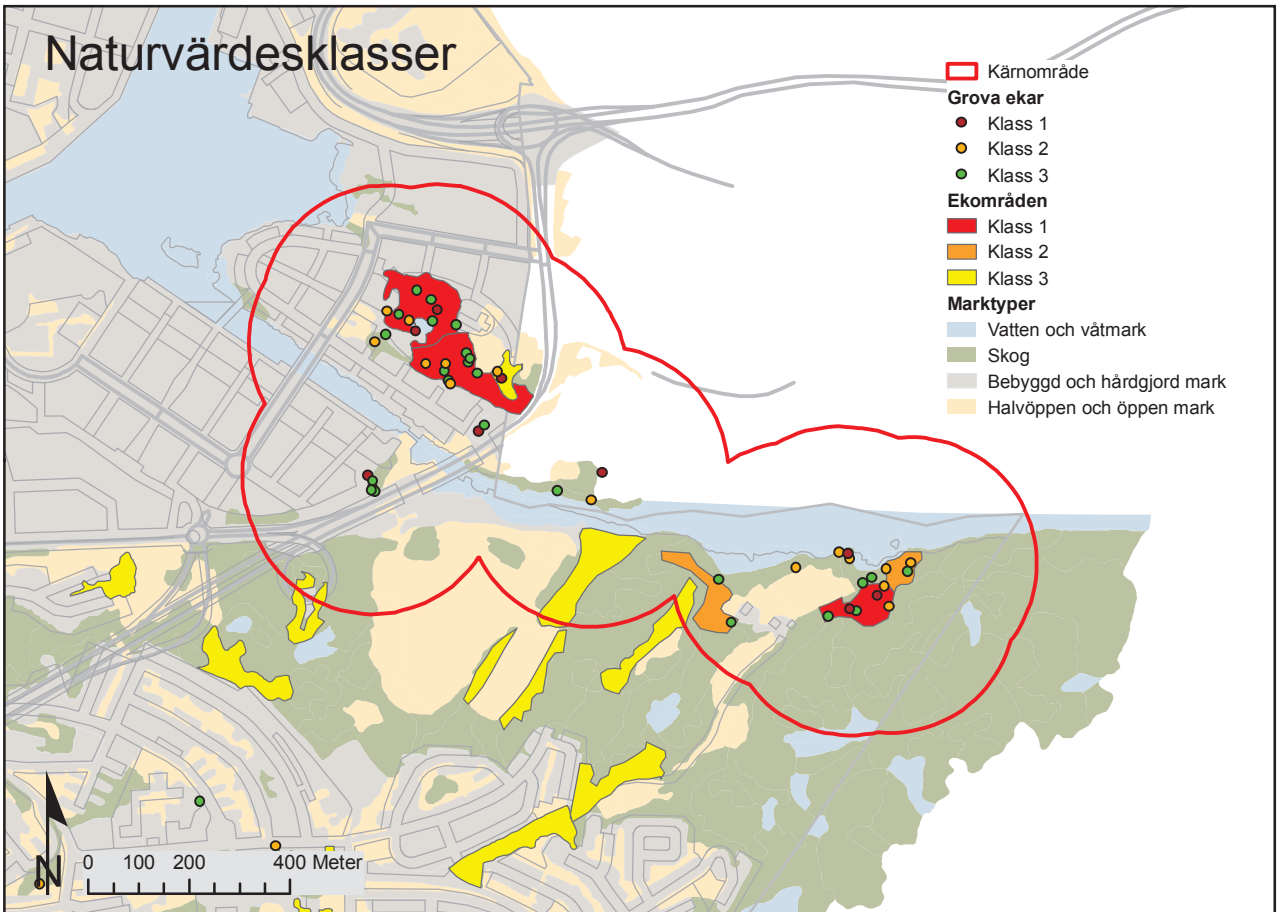 Naturvärdesklasser
Kärnområde
Grova ekar
Klass 1
Klass 2
Klass 3
Ekområden
Klass 1
Klass 2
Klass 3
Marktyper
Vatten och våtmark
Skog
Bebyggd och hårdgjord mark
Halvöppen och öppen mark
N
0 100 200 400 Meter